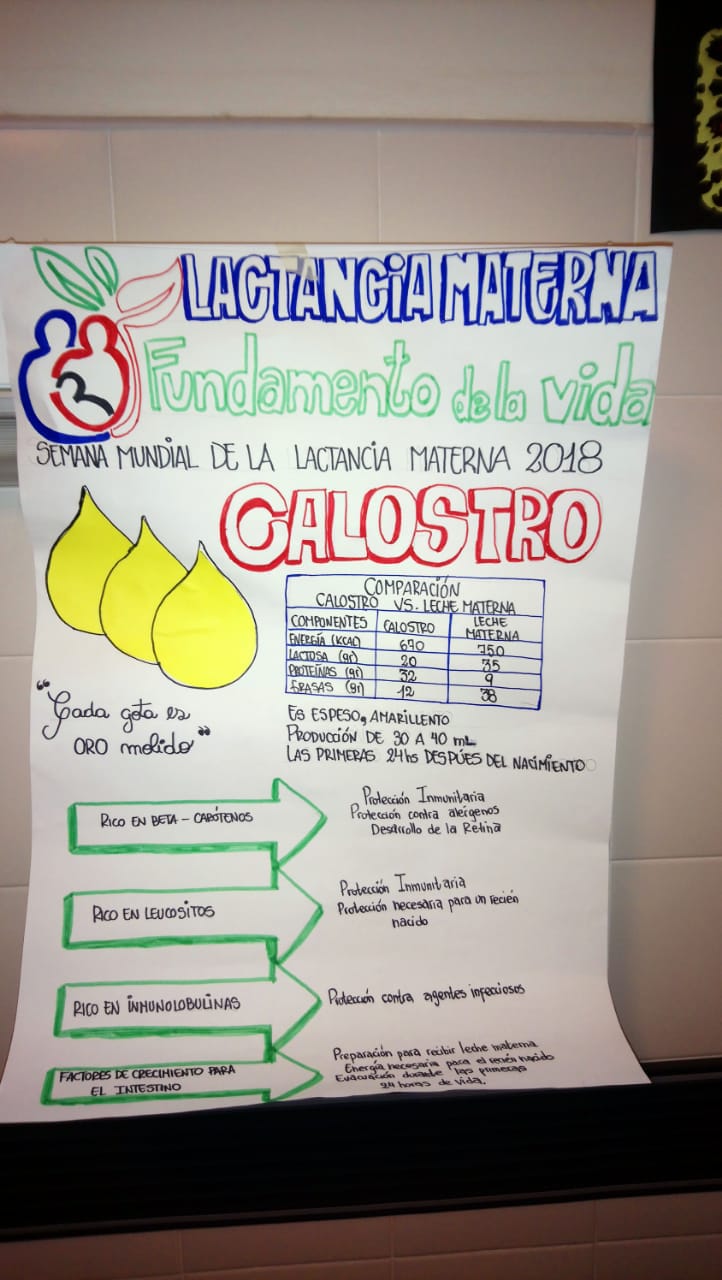 LACTANCIA MATERNA
Fundamento de la vida
SEMANA MUNDIAL DE LA LACTANCIA MATERNA 2018
CALOSTRO
COMPARACIÓN
CALOSTRO VS. LECHE MATERNA
COMPONENTES CALOSTRO LECHE MATERNA
ENERGÍA (KCAL) 670 750
LACTOSA (gr) 20 35
PROTEÍNAS (gr) 32 9
GRASAS (gr) 12 38
"Cada gota es
ORO molido"
ES ESPESO, AMARILLENTO
PRODUCCIÓN DE 30 A 40 mL
LAS PRIMERAS 24hs DESPÚES DEL NACIMIENTO
RICO EN BETA - CARÓTENOS
Protección Inmunitaria
Protección contra alérgenos
Desarrollo de la Retina
RICO EN LEUCOSITOS
Protección Inmunitaria
Protección necesaria para un recién
nacido
RICO EN INMUNOLOBULINAS
Protección contra agentes infecciosos
FACTORES DE CRECIMIENTO PARA
EL INTESTINO
Preparación para recibir leche materna
Energía necesaria para el recién nacido
Evacuación durante las primeras
24 horas de vida.